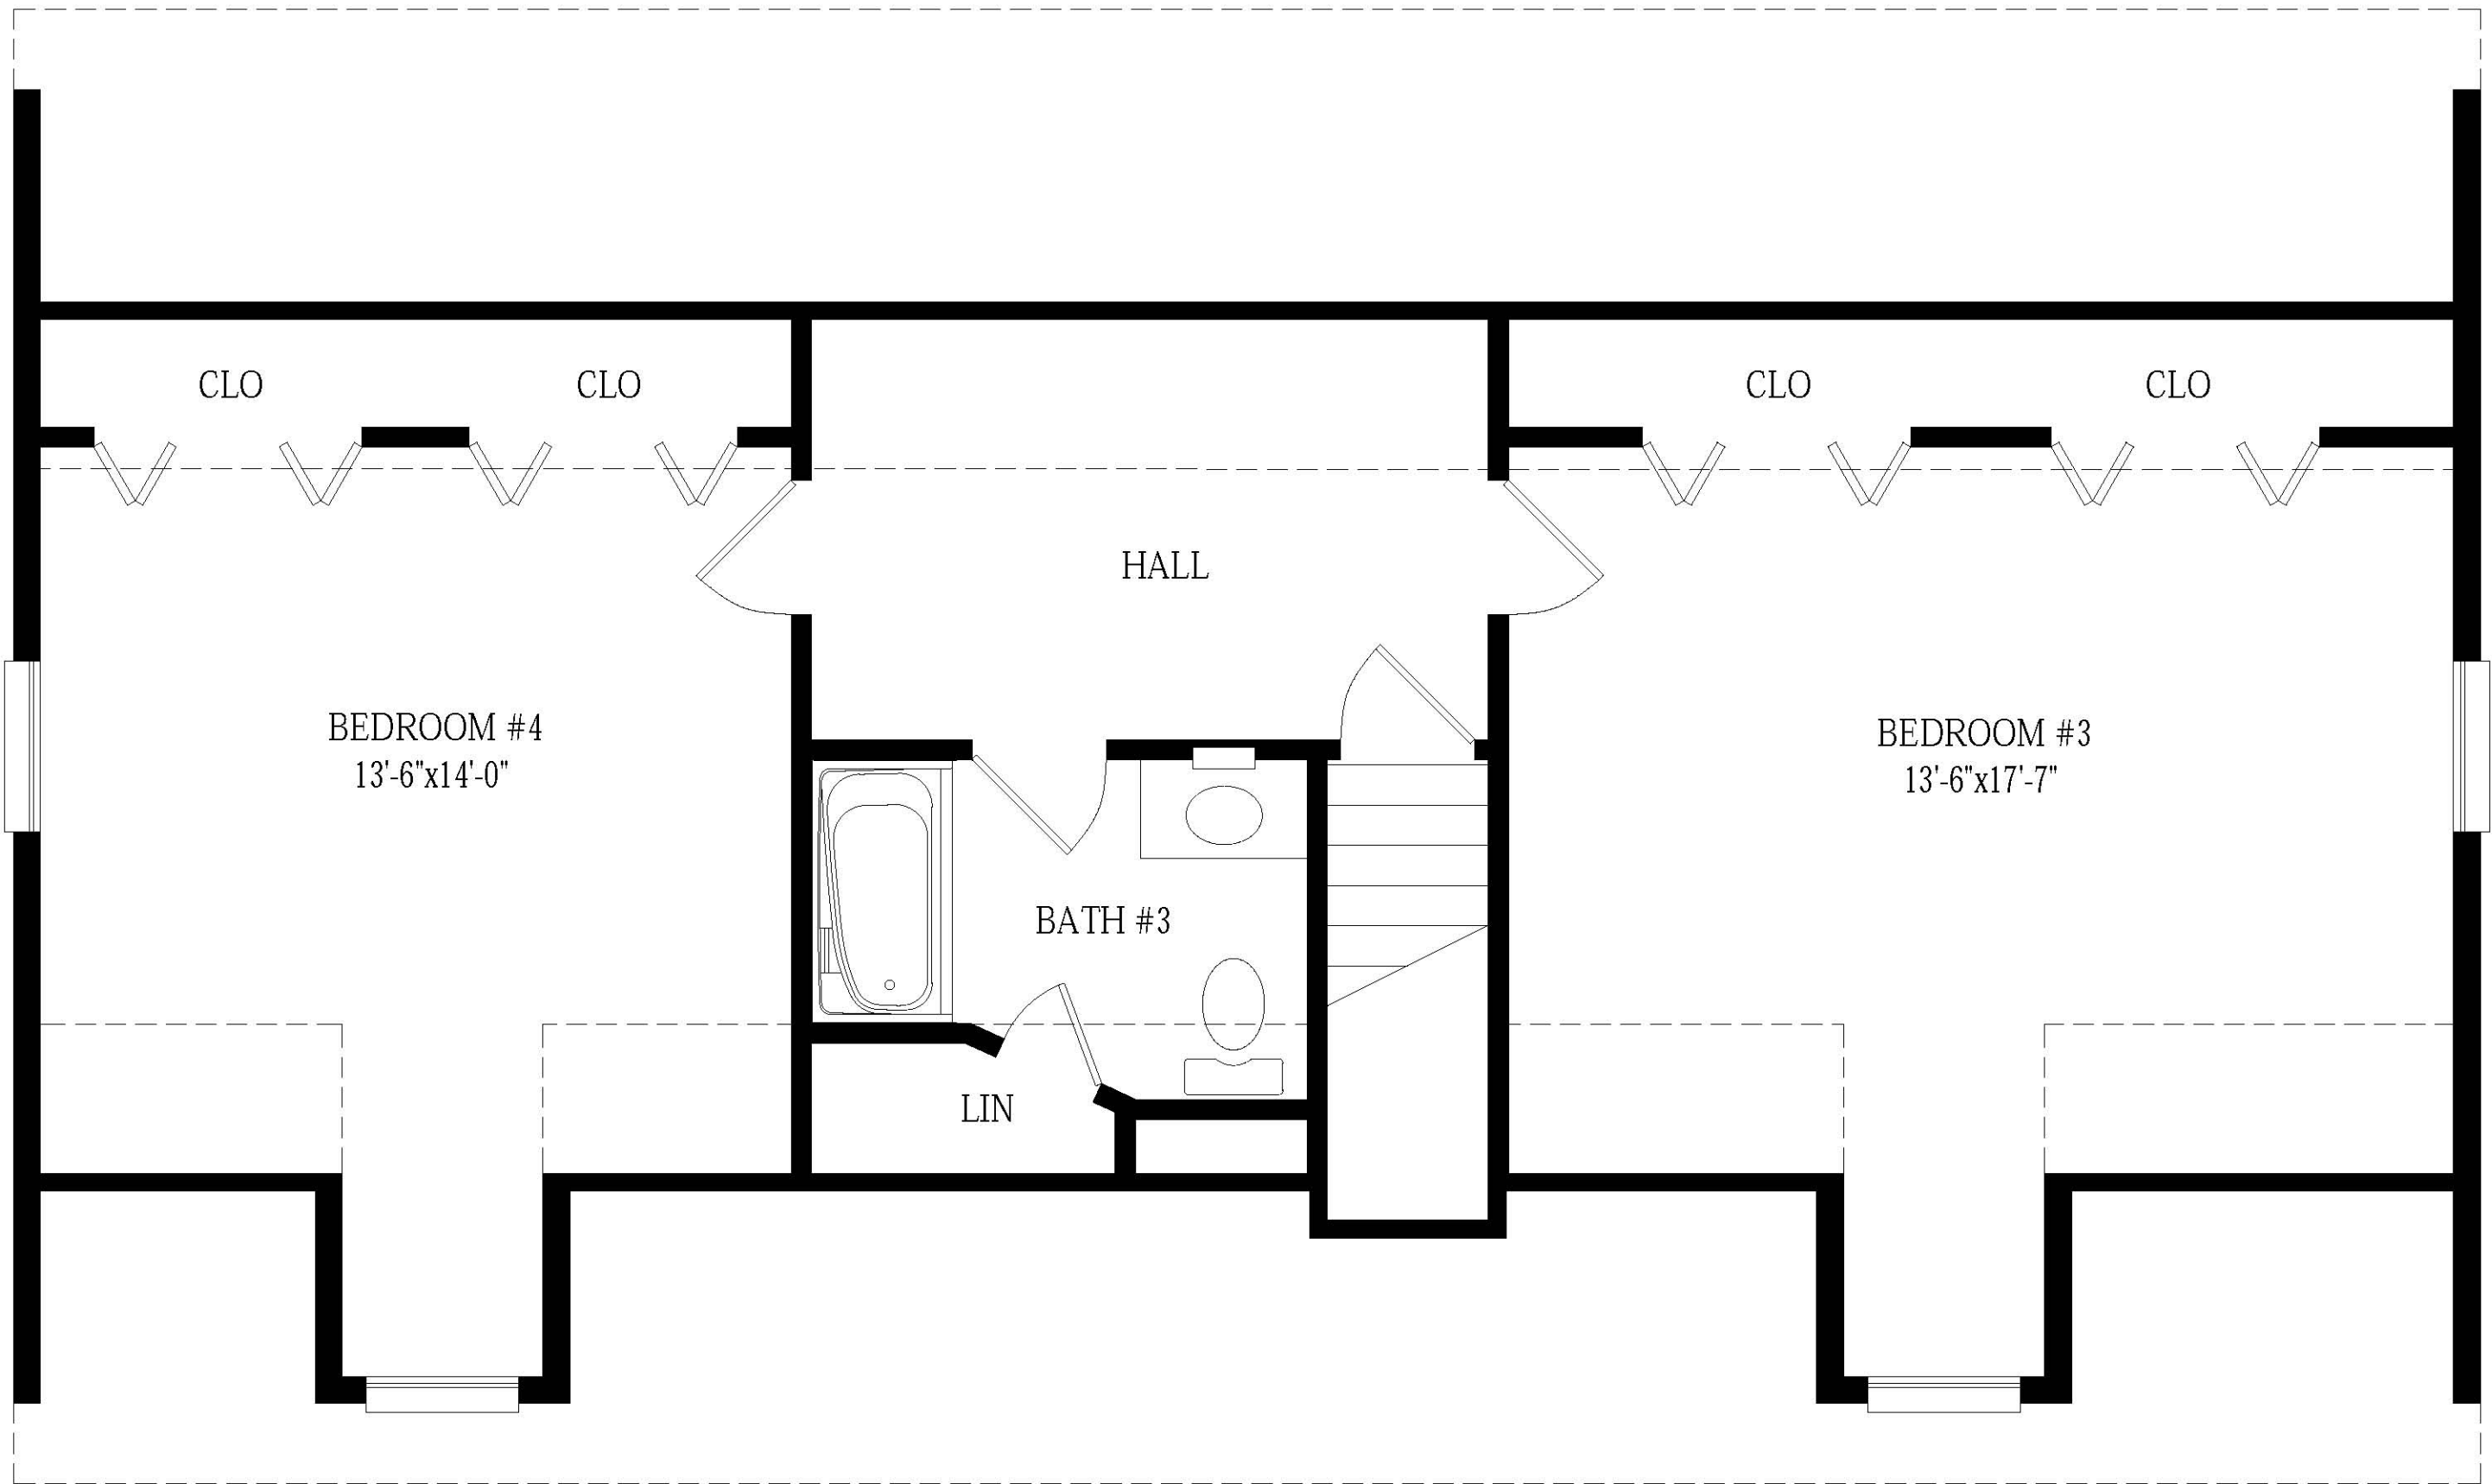 CLO
CLO
CLO
CLO
HALL
BEDROOM #4
13'-6"x14'-0"
BEDROOM #3
13'-6"x17'-7"
BATH #3
LIN